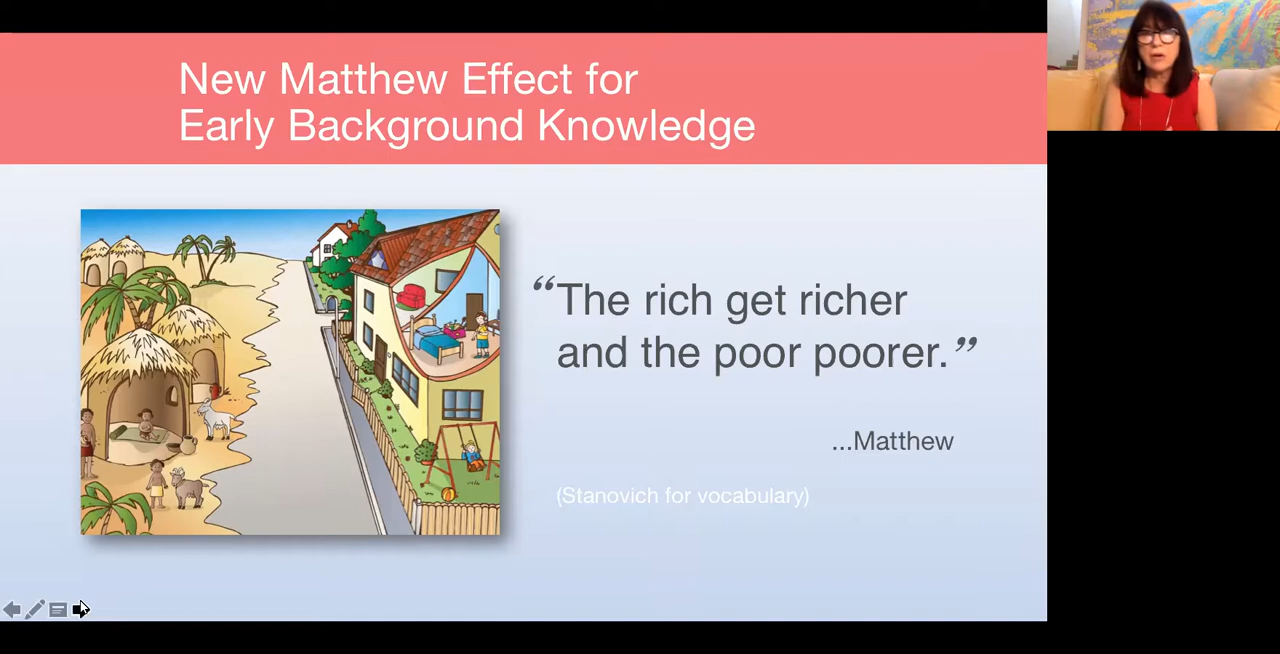 New Matthew Effect for
Early Background Knowledge
“The rich get richer
and the poor poorer.”
...Matthew
(Stanovich for vocabulary)